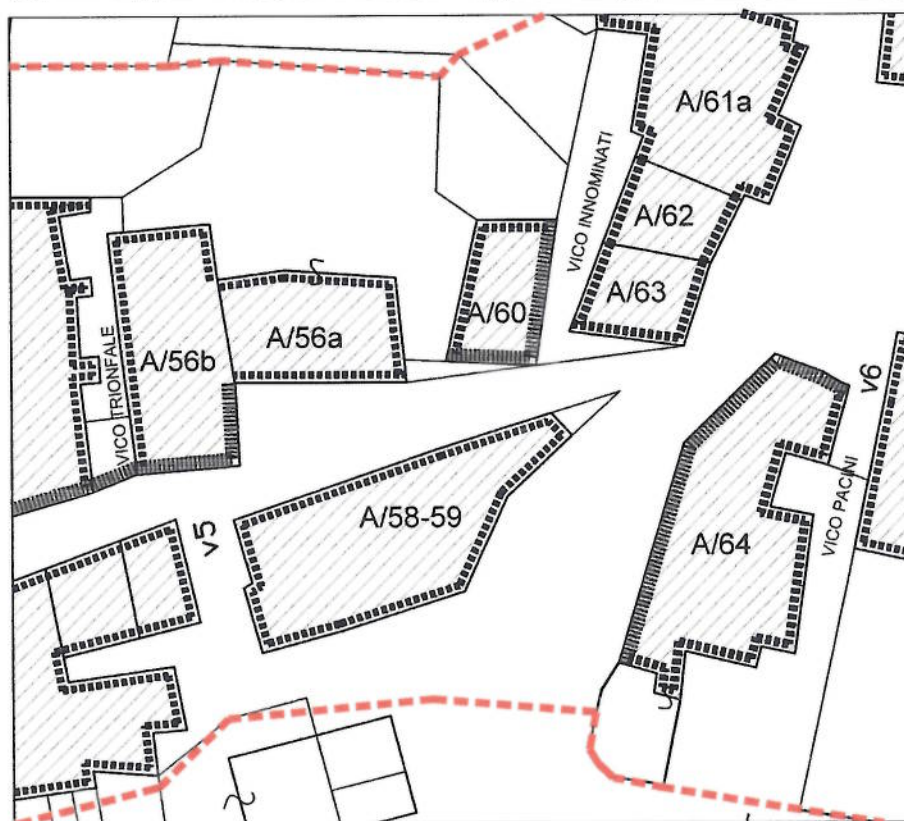 A/61a
VICO INNOMINATI
A/62
A/63
A/60
A/56a
A/56b
VICO TRIONFALE
v6
A/58-59
v5
A/64
VICO PACINI